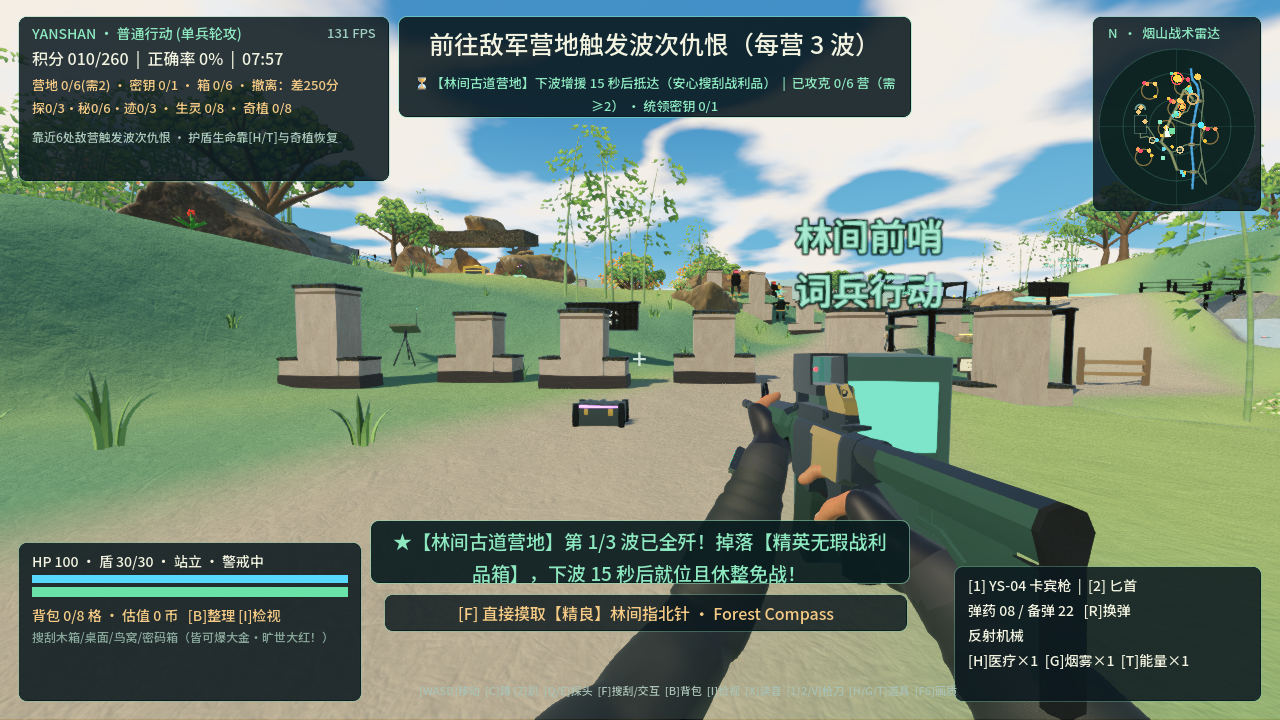 YANSHAN · 普通行动 (单兵轮攻) 131 FPS
积分 010/260 | 正确率 0% | 07:57
营地 0/6(需2) · 密钥 0/1 · 箱 0/6 · 撤离：差250分
探0/3·秘0/6·迹0/3 · 生灵 0/8 · 奇植 0/8
靠近6处敌营触发波次仇恨 · 护盾生命靠[H/T]与奇植恢复
前往敌军营地触发波次仇恨（每营 3 波）
⏳【林间古道营地】下波增援 15 秒后抵达（安心搜刮战利品） | 已攻克 0/6 营（需
≥2） · 统领密钥 0/1
N · 烟山战术雷达
林间前哨
词兵行动
★【林间古道营地】第 1/3 波已全歼！掉落【精英无瑕战利
品箱】，下波 15 秒后就位且休整免战！
[F] 直接摸取【精良】林间指北针 · Forest Compass
HP 100 · 盾 30/30 · 站立 · 警戒中
背包 0/8 格 · 估值 0 币 [B]整理 [I]检视
搜刮木箱/桌面/鸟窝/密码箱（皆可爆大金·旷世大红！）
[1] YS-04 卡宾枪 | [2] 匕首
弹药 08 / 备弹 22 [R]换弹
反射机械
[H]医疗×1 [G]烟雾×1 [T]能量×1
[F]搜刮/交互 [B]背包